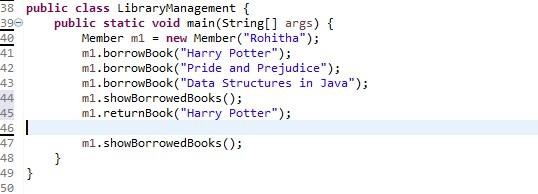 38 public class LibraryManagement {
39 public static void main(String[] args) {
40 Member m1 = new Member("Rohitha");
41 m1.borrowBook("Harry Potter");
42 m1.borrowBook("Pride and Prejudice");
43 m1.borrowBook("Data Structures in Java");
44 m1.showBorrowedBooks();
45 m1.returnBook("Harry Potter");
46
47 m1.showBorrowedBooks();
48 }
49 }
50